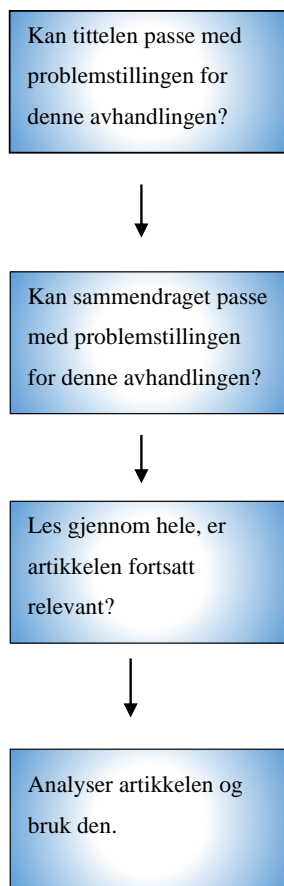 Kan tittelen passe med
problemstillingen for
denne avhandlingen?
Kan sammendraget passe
med problemstillingen
for denne avhandlingen?
Les gjennom hele, er
artikkelen fortsatt
relevant?
Analyser artikkelen og
bruk den.